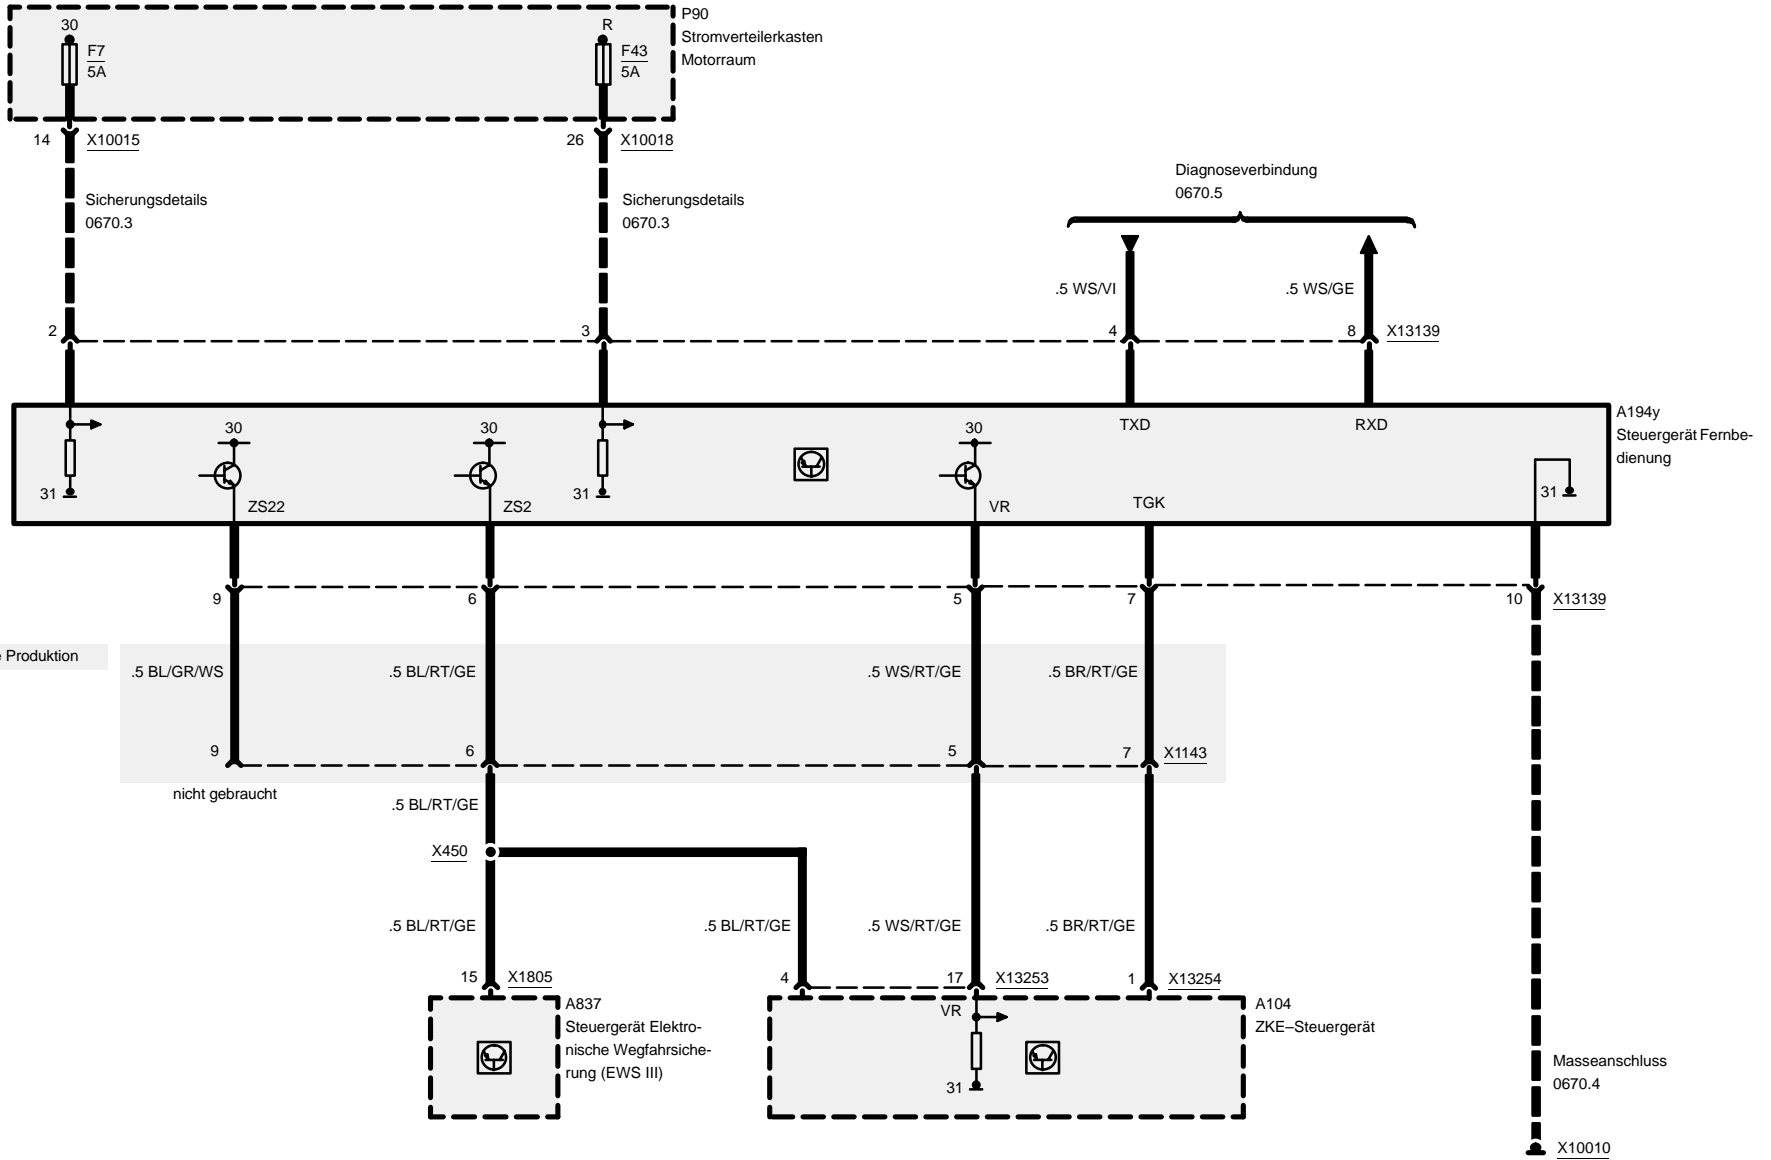 30
R
P90
Stromverteilerkasten
Motorraum
F7
5A
F43
5A
14
X10015
26
X10018
Sicherungsdetails
0670.3
Sicherungsdetails
0670.3
Diagnoseverbindung
0670.5
.5 WS/VI
.5 WS/GE
2
3
4
8
X13139
30
30
30
TXD
RXD
A194y
Steuergerät Fernbe-
dienung
31
31
31
ZS22
ZS2
VR
TGK
9
6
5
7
10
X13139
e Produktion
.5 BL/GR/WS
.5 BL/RT/GE
.5 WS/RT/GE
.5 BR/RT/GE
9
6
5
7
X1143
nicht gebraucht
.5 BL/RT/GE
X450
.5 BL/RT/GE
.5 BL/RT/GE
.5 WS/RT/GE
.5 BR/RT/GE
15
X1805
4
17
X13253
1
X13254
A837
Steuergerät Elektro-
nische Wegfahrsiche-
rung (EWS III)
VR
31
A104
ZKE–Steuergerät
Masseanschluss
0670.4
X10010